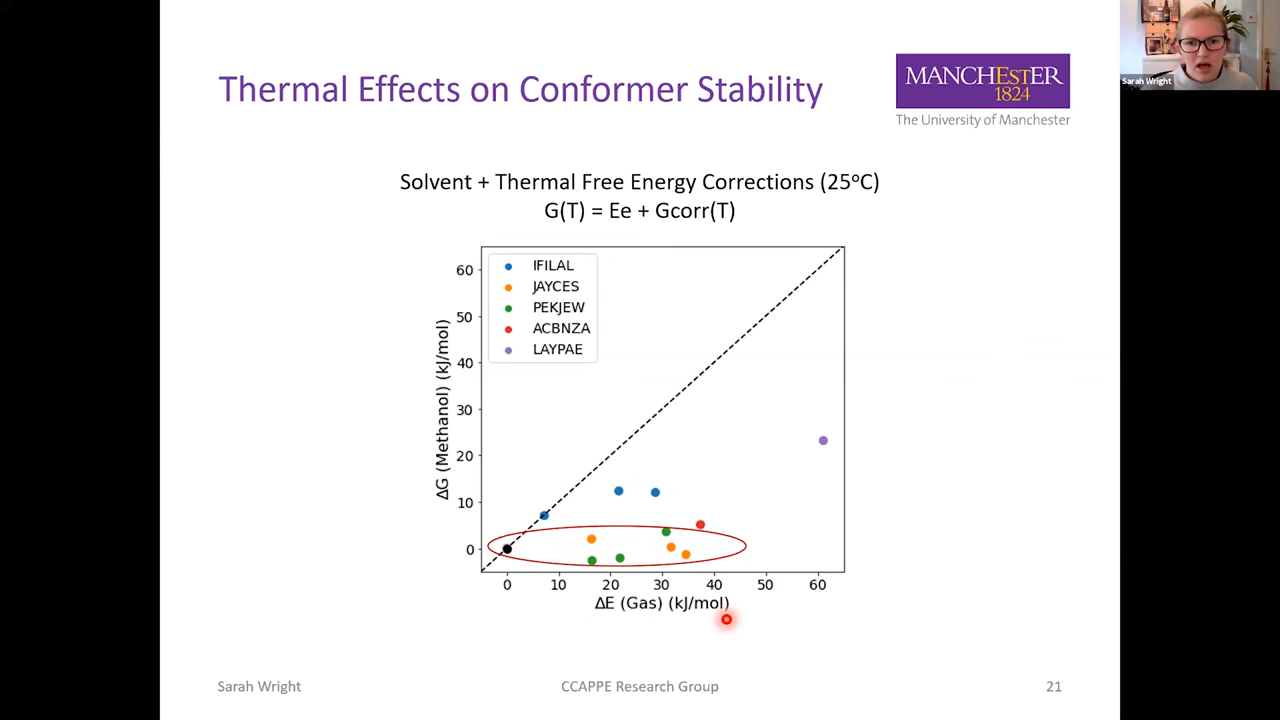 Thermal Effects on Conformer Stability
MANCHESTER
1824
The University of Manchester
Sarah Wright
Solvent + Thermal Free Energy Corrections (25°C)
G(T) = Ee + Gcorr(T)
IFILAL
JAYCES
PEKJEW
ACBNZA
LAYPAE
60
50
40
30
20
10
0
ΔG (Methanol) (kJ/mol)
0 10 20 30 40 50 60
ΔE (Gas) (kJ/mol)
Sarah Wright CCAPPE Research Group 21